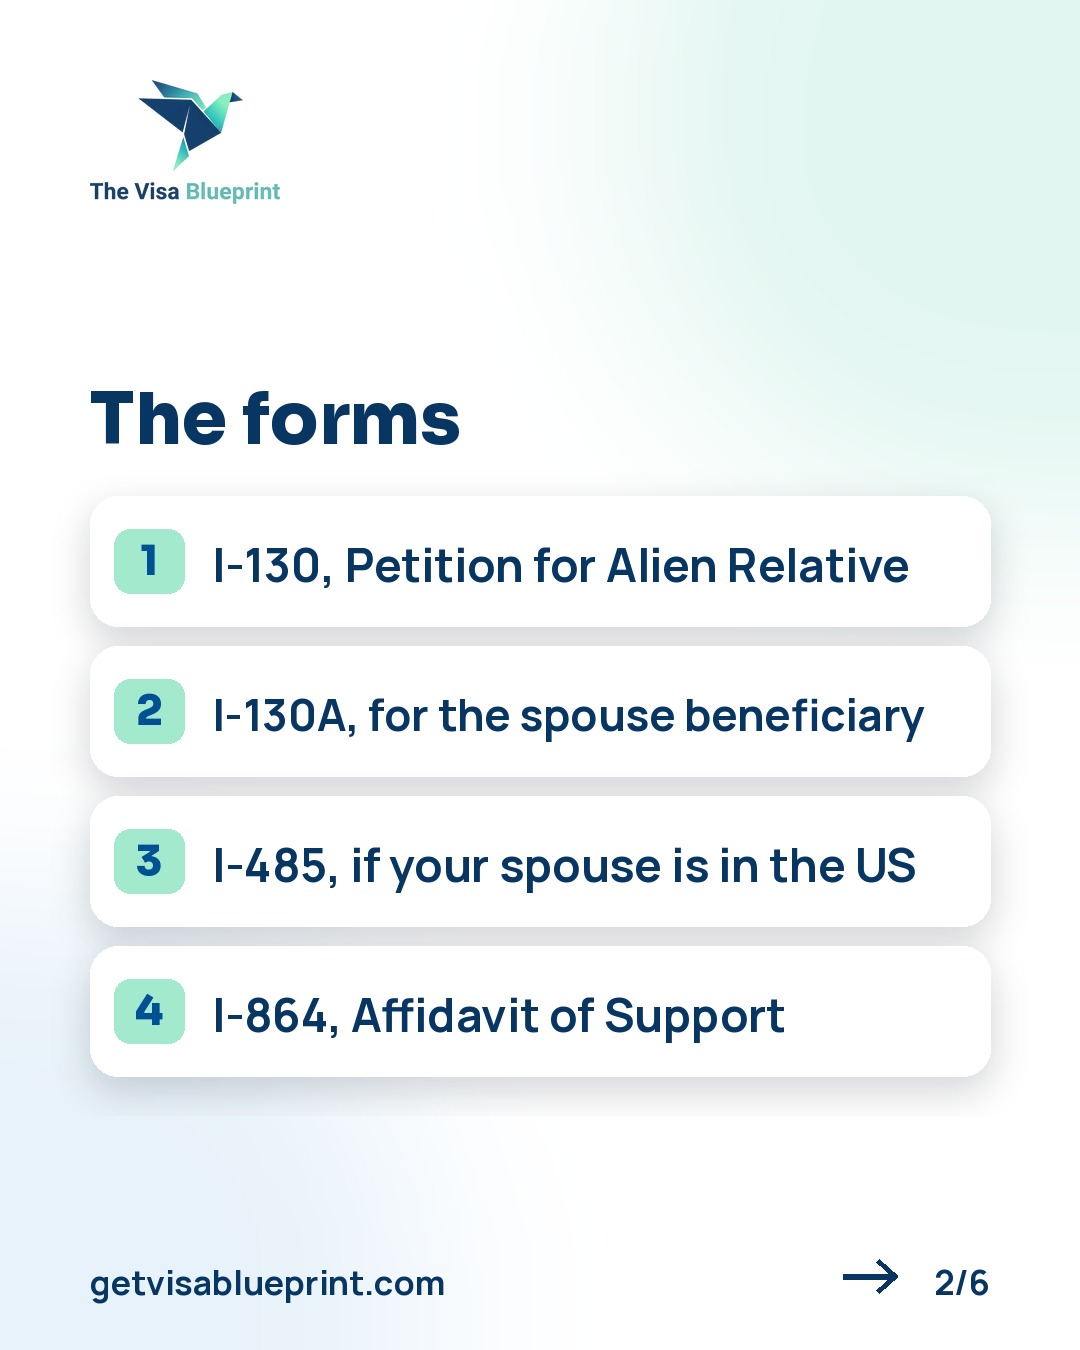 The Visa Blueprint
The forms
1 I-130, Petition for Alien Relative
2 I-130A, for the spouse beneficiary
3 I-485, if your spouse is in the US
4 I-864, Affidavit of Support
getvisablueprint.com → 2/6